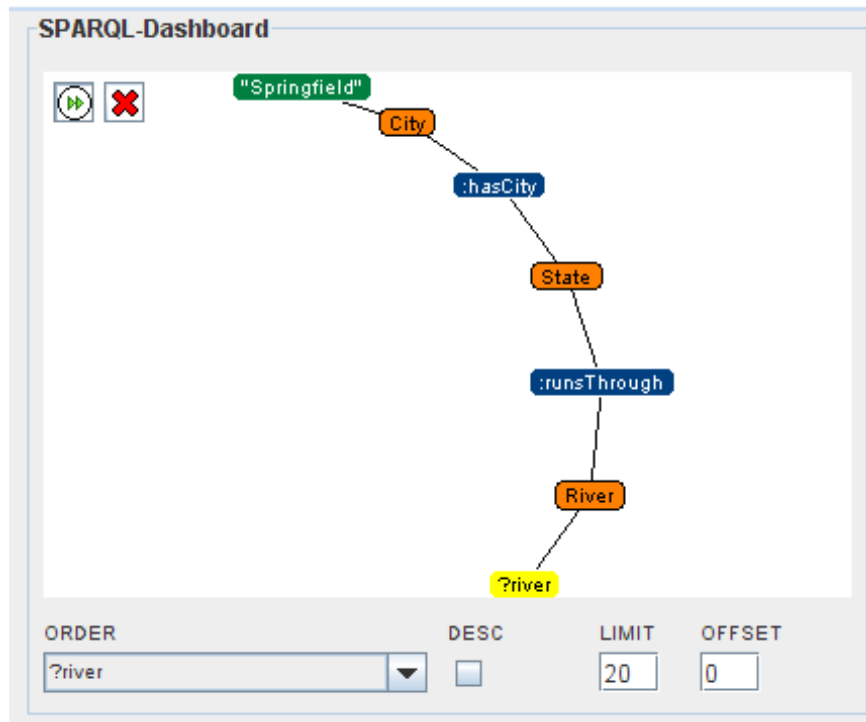 SPARQL-Dashboard
"Springfield"
City
:hasCity
State
:runsThrough
River
?river
ORDER DESC LIMIT OFFSET
?river 20 0